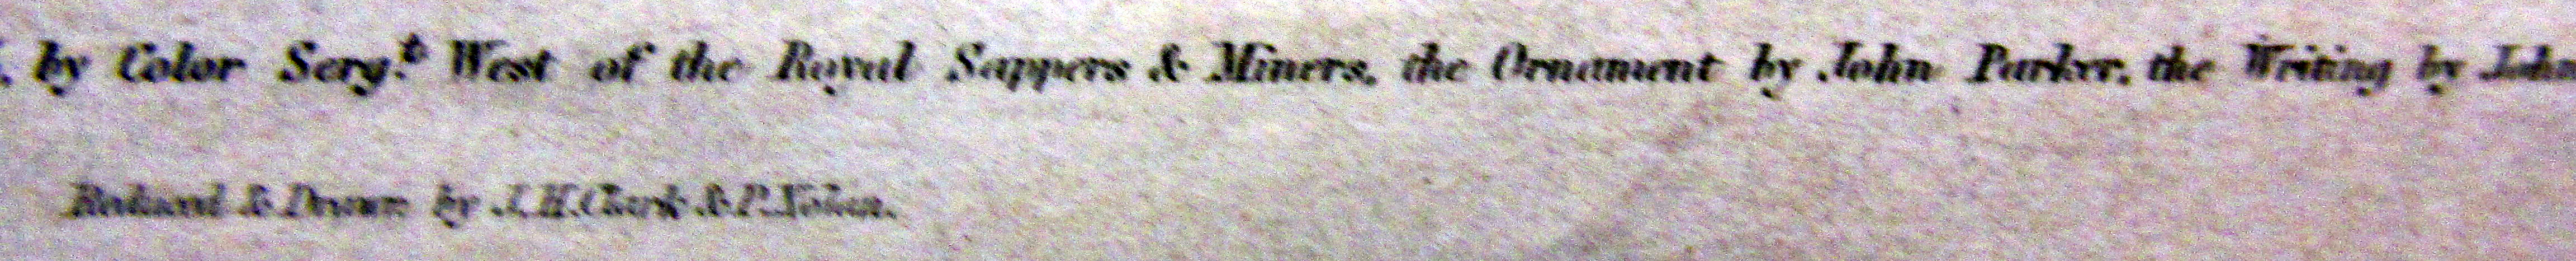 , by Color Serg.t West of the Royal Sappers & Miners, the Ornament by John Parker, the Writing by John
Reduced & Drawn by J.H.Clark & P.Nolan.